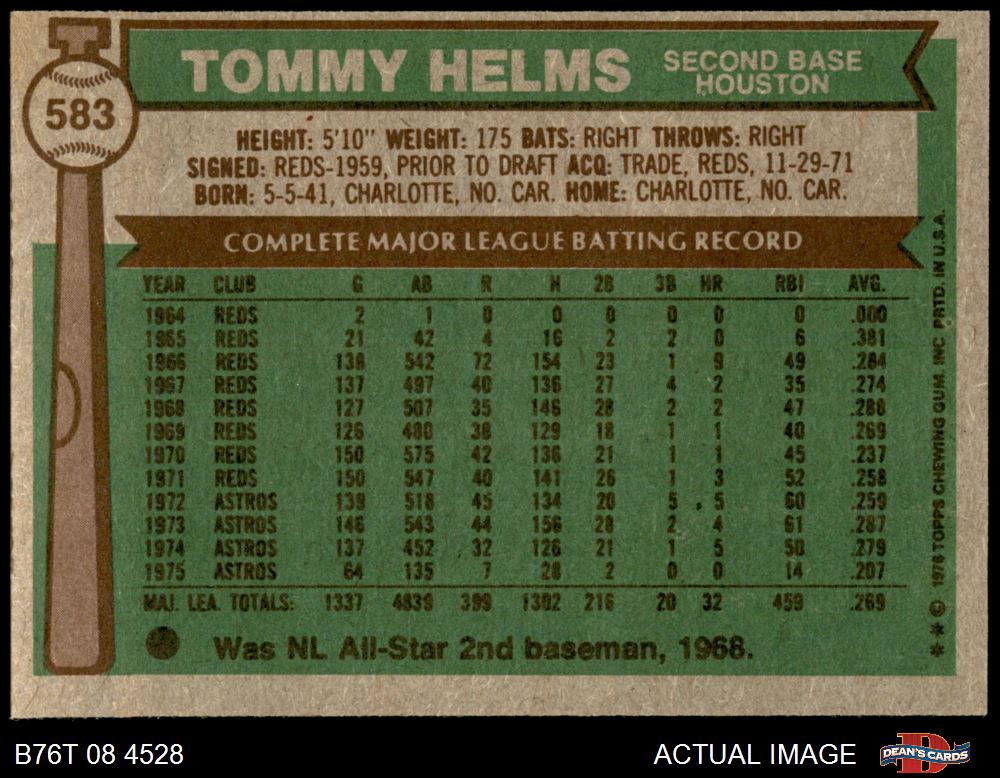 583
TOMMY HELMS
SECOND BASE
HOUSTON
HEIGHT: 5'10" WEIGHT: 175 BATS: RIGHT THROWS: RIGHT
SIGNED: REDS-1959, PRIOR TO DRAFT ACQ: TRADE, REDS, 11-29-71
BORN: 5-5-41, CHARLOTTE, NO. CAR. HOME: CHARLOTTE, NO. CAR.
COMPLETE MAJOR LEAGUE BATTING RECORD
YEAR CLUB G AB R H 2B 3B HR RBI AVG.
1964 REDS 2 1 0 0 0 0 0 0 .000
1965 REDS 21 42 4 16 2 2 0 6 .381
1966 REDS 138 542 72 154 23 1 9 49 .284
1967 REDS 137 497 40 136 27 4 2 35 .274
1968 REDS 127 507 35 146 28 2 2 47 .288
1969 REDS 126 480 38 129 18 1 1 40 .269
1970 REDS 150 575 42 136 21 1 1 45 .237
1971 REDS 150 547 40 141 26 1 3 52 .258
1972 ASTROS 139 518 45 134 20 5 5 60 .259
1973 ASTROS 146 543 44 156 28 2 4 61 .287
1974 ASTROS 137 452 32 126 21 1 5 50 .279
1975 ASTROS 64 135 7 28 2 0 0 14 .207
MAJ. LEA. TOTALS: 1337 4839 399 1302 216 20 32 459 .269
Was NL All-Star 2nd baseman, 1968.
* * © 1976 TOPPS CHEWING GUM, INC PRTD. IN U.S.A.
B76T 08 4528
ACTUAL IMAGE
DEAN'S CARDS